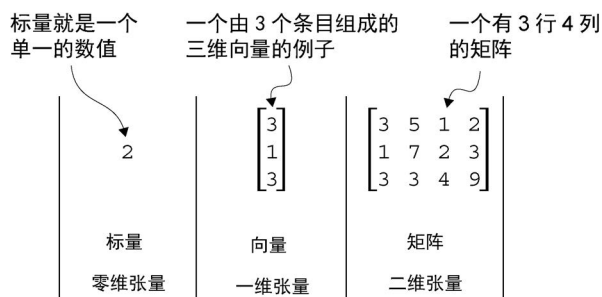 标量就是一个
单一的数值
一个由 3 个条目组成的
三维向量的例子
一个有 3 行 4 列
的矩阵
2
3
1
3
3 5 1 2
1 7 2 3
3 3 4 9
标量
向量
矩阵
零维张量
一维张量
二维张量